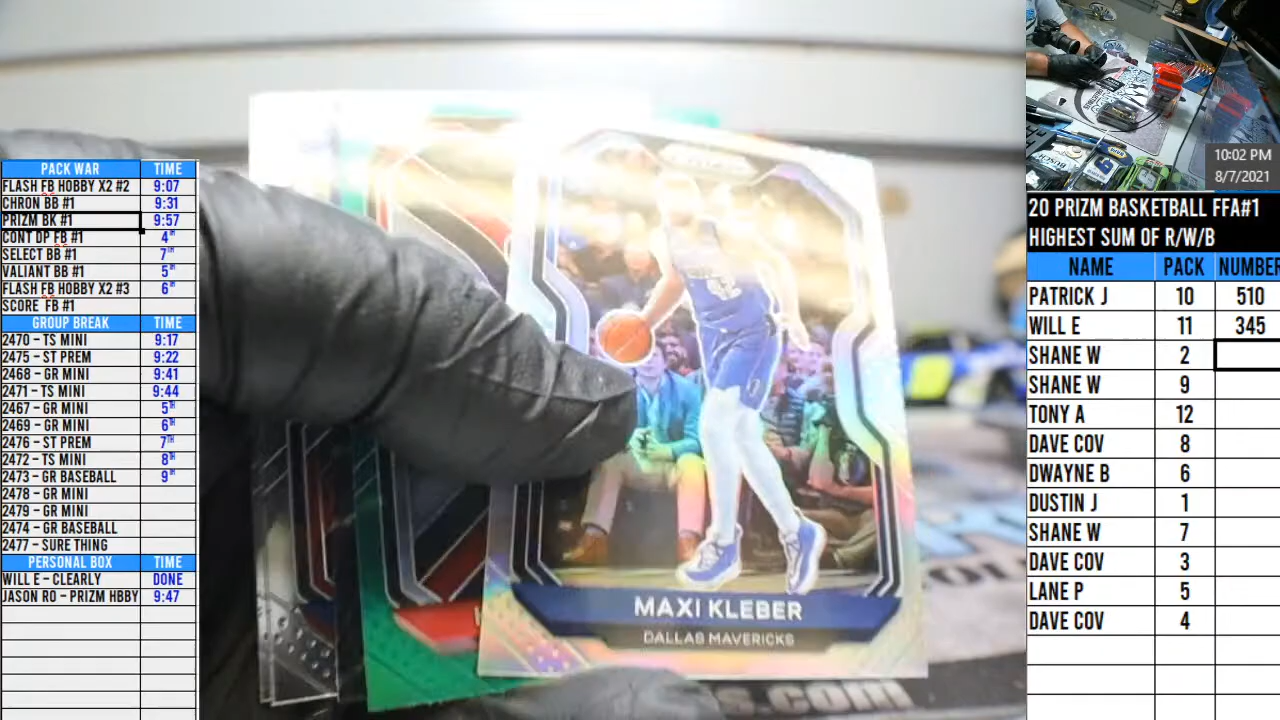 PACK WAR TIME
FLASH FB HOBBY X2 #2 9:07
CHRON BB #1 9:31
PRIZM BK #1 9:57
CONT DP FB #1 4TH
SELECT BB #1 7TH
VALIANT BB #1 5TH
FLASH FB HOBBY X2 #3 6TH
SCORE FB #1
GROUP BREAK TIME
2470 - TS MINI 9:17
2475 - ST PREM 9:22
2468 - GR MINI 9:41
2471 - TS MINI 9:44
2467 - GR MINI 5TH
2469 - GR MINI 6TH
2476 - ST PREM 7TH
2472 - TS MINI 8TH
2473 - GR BASEBALL 9TH
2478 - GR MINI
2479 - GR MINI
2474 - GR BASEBALL
2477 - SURE THING
PERSONAL BOX TIME
WILL E - CLEARLY DONE
JASON RO - PRIZM HBBY 9:47
MAXI KLEBER
DALLAS MAVERICKS
s.com
BUSCH
10:02 PM
8/7/2021
20 PRIZM BASKETBALL FFA#1
HIGHEST SUM OF R/W/B
NAME PACK NUMBER
PATRICK J 10 510
WILL E 11 345
SHANE W 2
SHANE W 9
TONY A 12
DAVE COV 8
DWAYNE B 6
DUSTIN J 1
SHANE W 7
DAVE COV 3
LANE P 5
DAVE COV 4